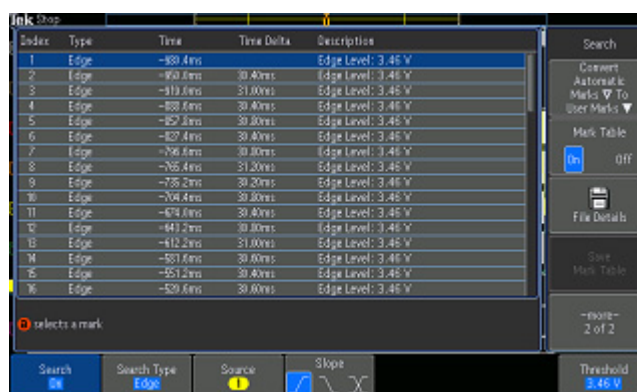 Tek Stop
Index Type Time Time Delta Description
1 Edge -980.4ms Edge Level: 3.46 V
2 Edge -950.0ms 30.40ms Edge Level: 3.46 V
3 Edge -919.0ms 31.00ms Edge Level: 3.46 V
4 Edge -888.6ms 30.40ms Edge Level: 3.46 V
5 Edge -857.8ms 30.80ms Edge Level: 3.46 V
6 Edge -827.4ms 30.40ms Edge Level: 3.46 V
7 Edge -796.6ms 30.80ms Edge Level: 3.46 V
8 Edge -765.4ms 31.20ms Edge Level: 3.46 V
9 Edge -735.2ms 30.20ms Edge Level: 3.46 V
10 Edge -704.4ms 30.80ms Edge Level: 3.46 V
11 Edge -674.0ms 30.40ms Edge Level: 3.46 V
12 Edge -643.2ms 30.80ms Edge Level: 3.46 V
13 Edge -612.2ms 31.00ms Edge Level: 3.46 V
14 Edge -581.6ms 30.60ms Edge Level: 3.46 V
15 Edge -551.2ms 30.40ms Edge Level: 3.46 V
16 Edge -520.6ms 30.60ms Edge Level: 3.46 V
a selects a mark
Search
Convert
Automatic
Marks ▽ To
User Marks ▼
Mark Table
On Off
File Details
Save
Mark Table
-more-
2 of 2
Search
On
Search Type
Edge
Source
1
Slope
Threshold
3.46 V